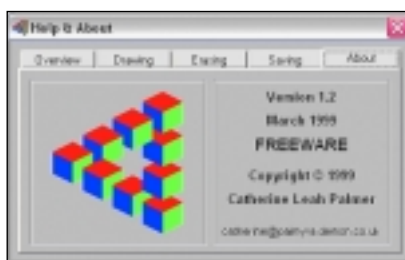 Help & About
Overview Drawing Erasing Saving About
Version 1.2
March 1999
FREEWARE
Copyright © 1999
Catherine Leah Palmer